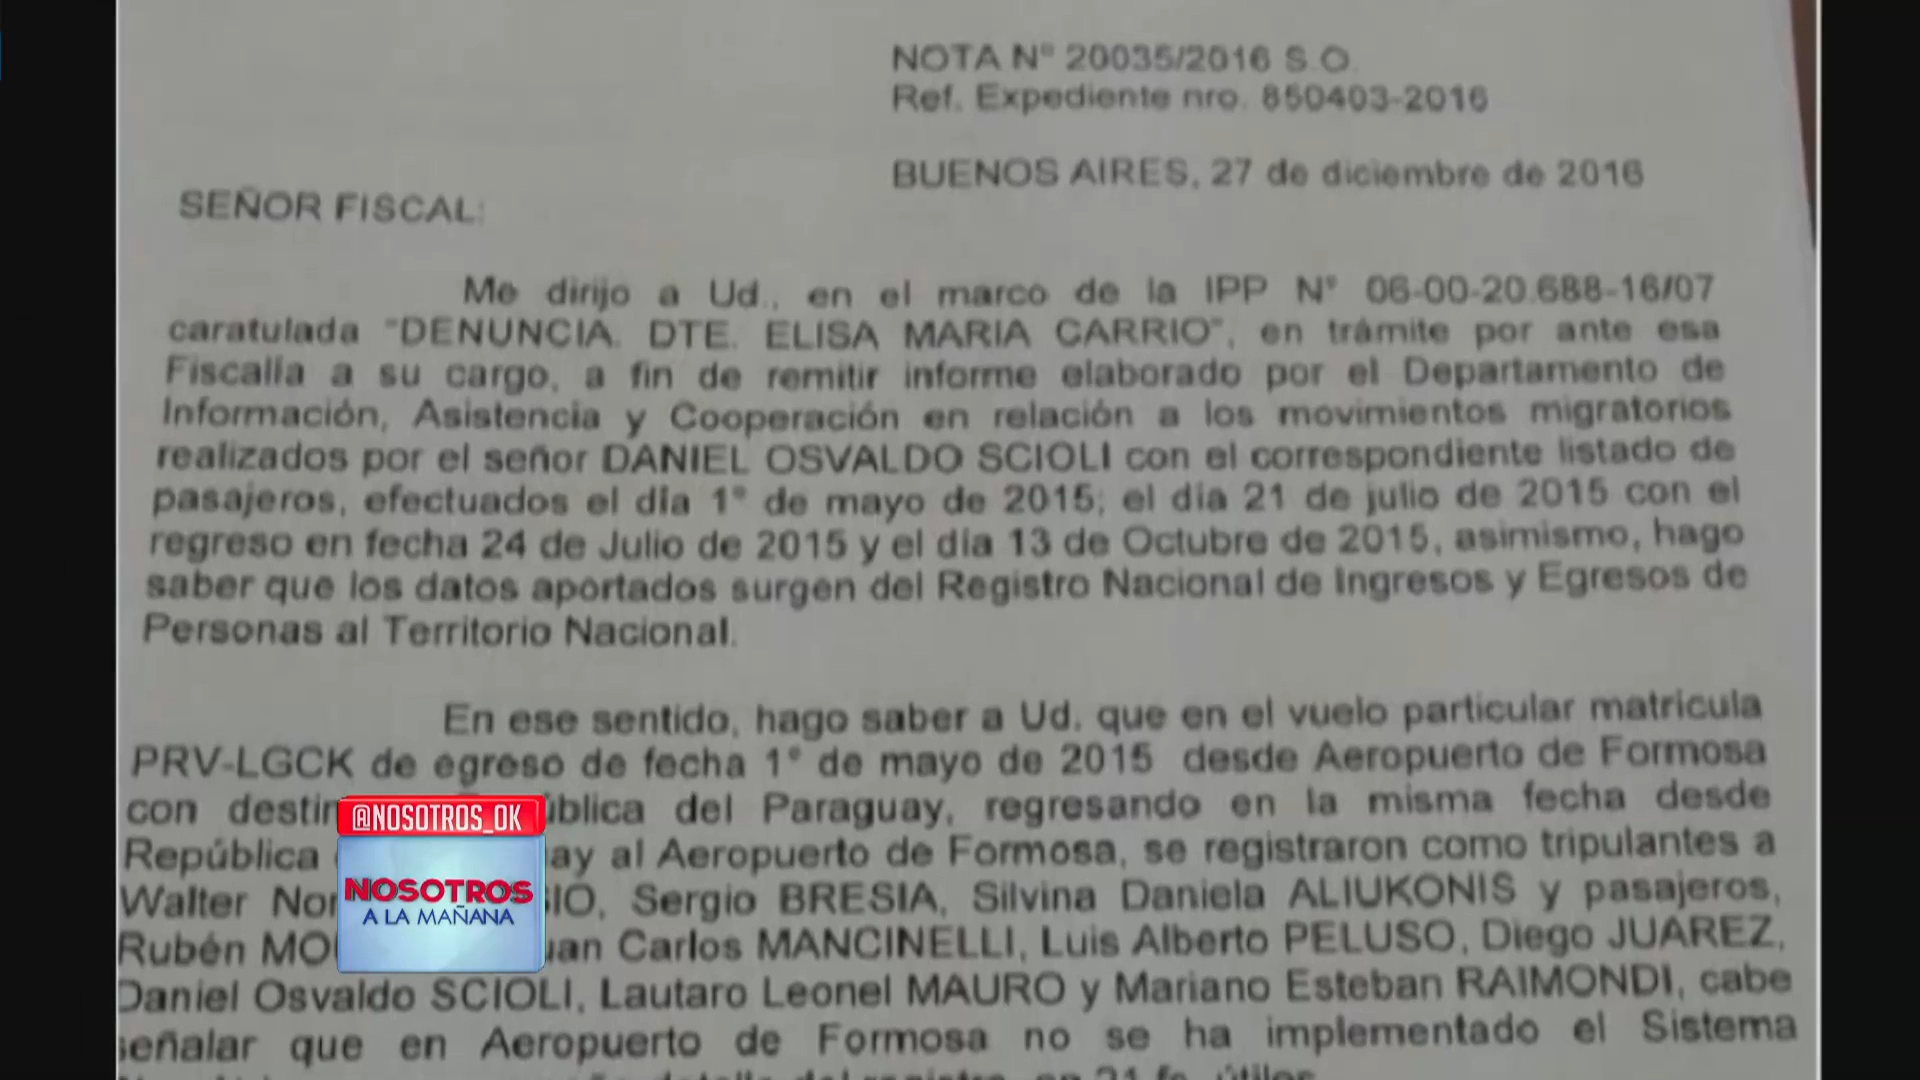 NOTA N° 20035/2016 S.O.
Ref. Expediente nro. 850403-2016
BUENOS AIRES, 27 de diciembre de 2016
SEÑOR FISCAL:
Me dirijo a Ud., en el marco de la IPP N° 06-00-20.688-16/07
caratulada "DENUNCIA. DTE. ELISA MARIA CARRIO", en trámite por ante esa
Fiscalía a su cargo, a fin de remitir informe elaborado por el Departamento de
Información, Asistencia y Cooperación en relación a los movimientos migratorios
realizados por el señor DANIEL OSVALDO SCIOLI con el correspondiente listado de
pasajeros, efectuados el día 1° de mayo de 2015; el día 21 de julio de 2015 con el
regreso en fecha 24 de Julio de 2015 y el día 13 de Octubre de 2015, asimismo, hago
saber que los datos aportados surgen del Registro Nacional de Ingresos y Egresos de
Personas al Territorio Nacional.
En ese sentido, hago saber a Ud. que en el vuelo particular matrícula
PRV-LGCK de egreso de fecha 1° de mayo de 2015 desde Aeropuerto de Formosa
con del Paraguay, regresando en la misma fecha desde
República al Aeropuerto de Formosa, se registraron como tripulantes a
Walter Sergio BRESIA, Silvina Daniela ALIUKONIS y pasajeros,
Rubén Carlos MANCINELLI, Luis Alberto PELUSO, Diego JUAREZ,
Daniel Osvaldo SCIOLI, Lautaro Leonel MAURO y Mariano Esteban RAIMONDI, cabe
señalar que en Aeropuerto de Formosa no se ha implementado el Sistema
@NOSOTROS_OK
NOSOTROS
A LA MAÑANA